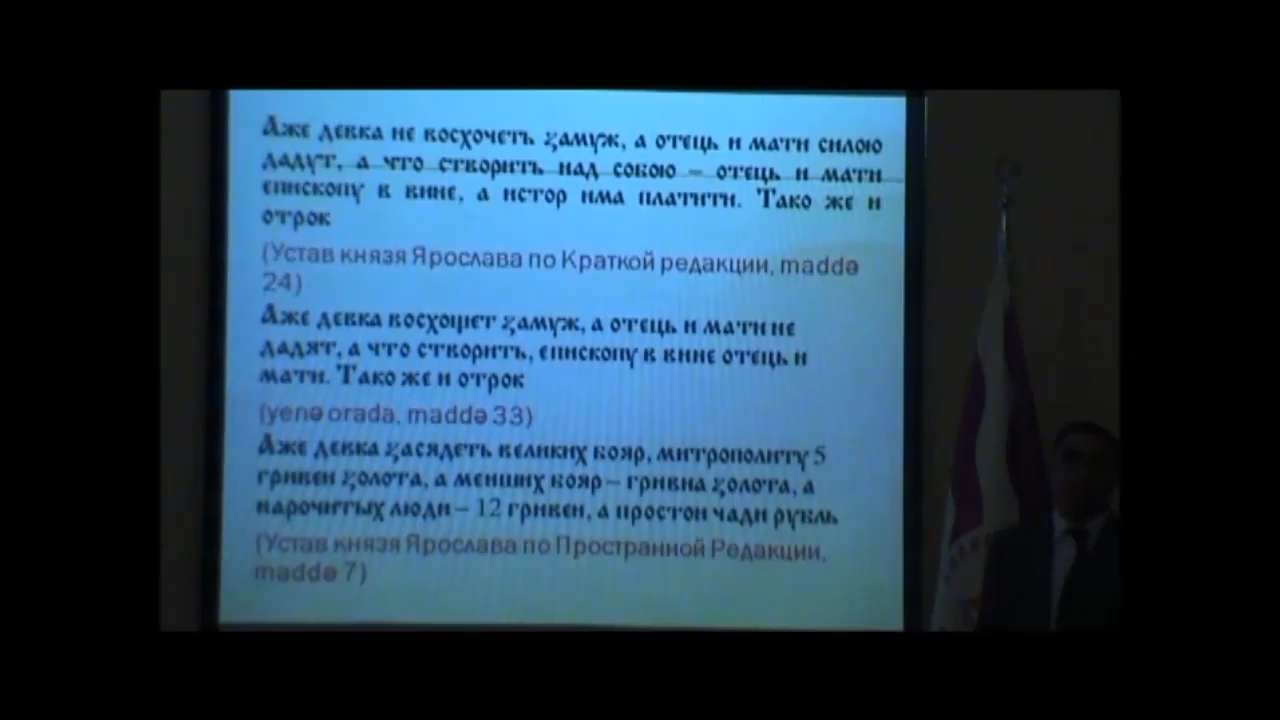 Аже девка не восхочеть замуж, а отець и мати силою
дадут, а что створить над собою – отець и мати
епископу в вине, а истор има платити. Тако же и
отрок
(Устав князя Ярослава по Краткой редакции, maddə
24)
Аже девка восхощет замуж, а отець и мати не
дадят, а что створить, епископу в вине отець и
мати. Тако же и отрок
(yenə orada, maddə 33)
Аже девка засядеть великих бояр, митрополиту 5
гривен золота, а менших бояр – гривна золота, а
нарочитых люди – 12 гривен, а простои чади рубль
(Устав князя Ярослава по Пространной Редакции,
maddə 7)